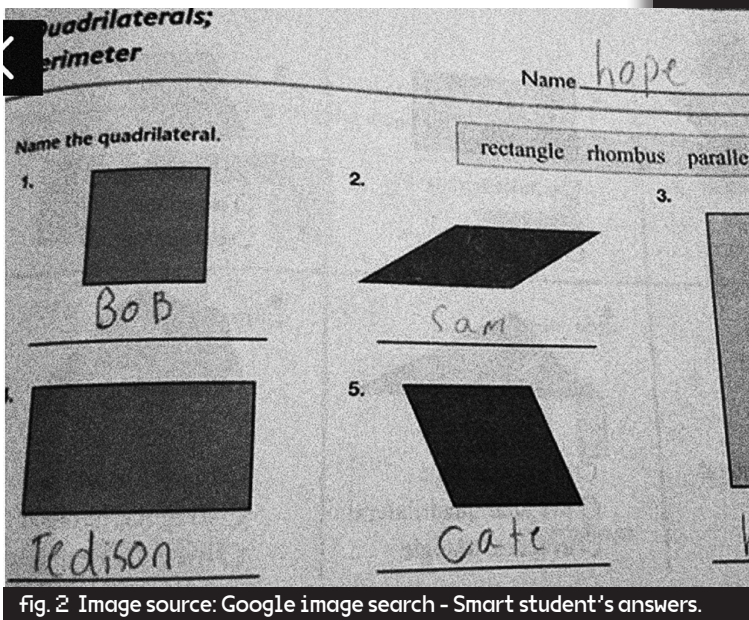 uadrilaterals;
erimeter
Name hope
Name the quadrilateral.
rectangle rhombus paralle
1.
2.
3.
BoB
Sam
5.
Tedison
Cate
fig. 2 Image source: Google image search - Smart student's answers.